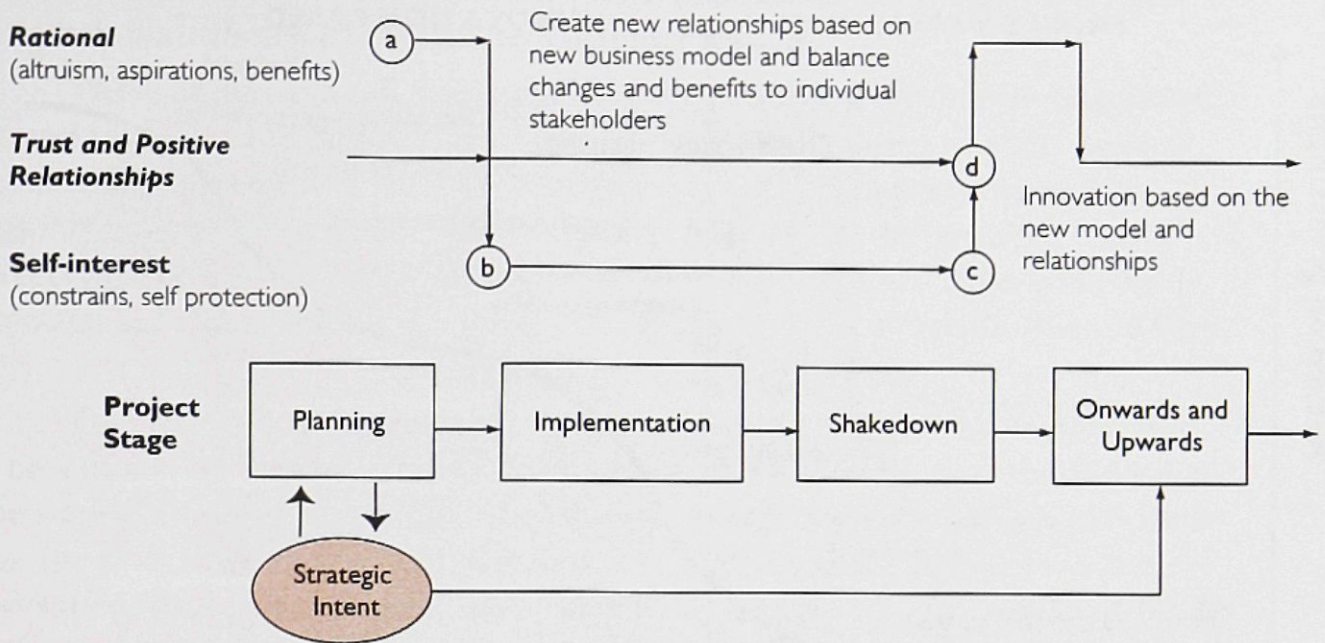 Rational
(altruism, aspirations, benefits)
a
Create new relationships based on
new business model and balance
changes and benefits to individual
stakeholders
Trust and Positive
Relationships
d
Innovation based on the
new model and
relationships
Self-interest
(constrains, self protection)
b
c
Project
Stage
Planning
Implementation
Shakedown
Onwards and
Upwards
Strategic
Intent